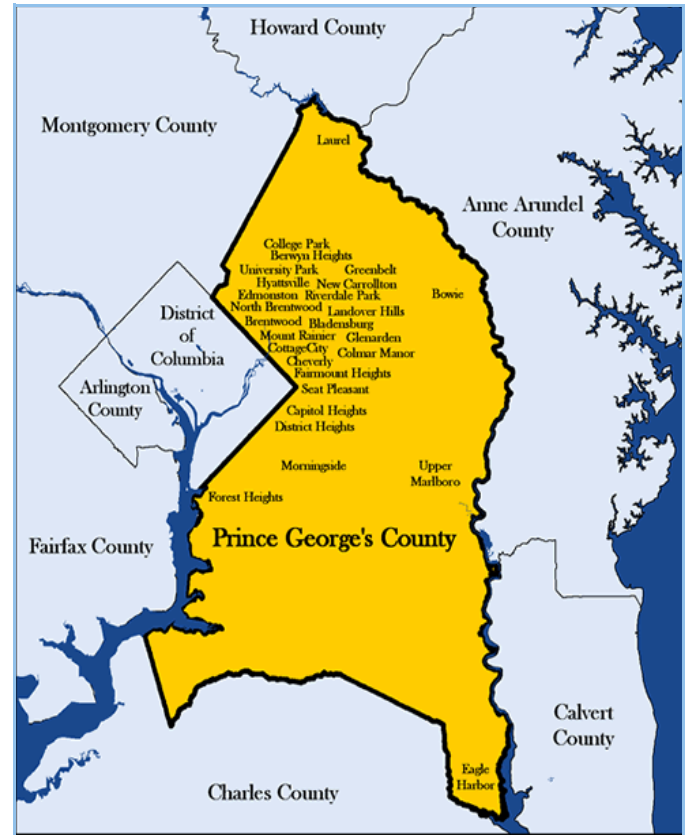 Howard County
Montgomery County
Laurel
Anne Arundel
County
College Park
Berwyn Heights
University Park
Greenbelt
Hyattsville
New Carrollton
Edmonston
Riverdale Park
Bowie
North Brentwood
Landover Hills
District
of
Columbia
Brentwood
Bladensburg
Mount Rainier
Glenarden
CottageCity
Colmar Manor
Cheverly
Fairmount Heights
Arlington
County
Seat Pleasant
Capitol Heights
District Heights
Morningside
Upper
Marlboro
Forest Heights
Prince George's County
Fairfax County
Calvert
County
Eagle
Harbor
Charles County